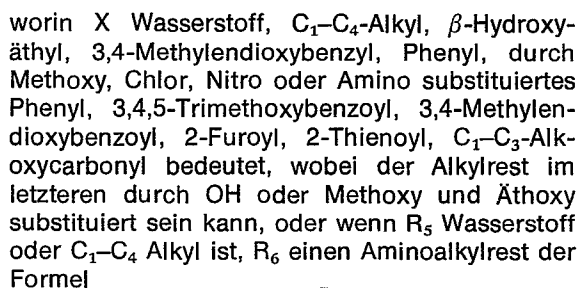 worin X Wasserstoff, C₁–C₄-Alkyl, β-Hydroxy-
äthyl, 3,4-Methylendioxybenzyl, Phenyl, durch
Methoxy, Chlor, Nitro oder Amino substituiertes
Phenyl, 3,4,5-Trimethoxybenzoyl, 3,4-Methylen-
dioxybenzoyl, 2-Furoyl, 2-Thienoyl, C₁–C₃-Alk-
oxycarbonyl bedeutet, wobei der Alkylrest im
letzteren durch OH oder Methoxy und Äthoxy
substituiert sein kann, oder wenn R₅ Wasserstoff
oder C₁–C₄ Alkyl ist, R₆ einen Aminoalkylrest der
Formel